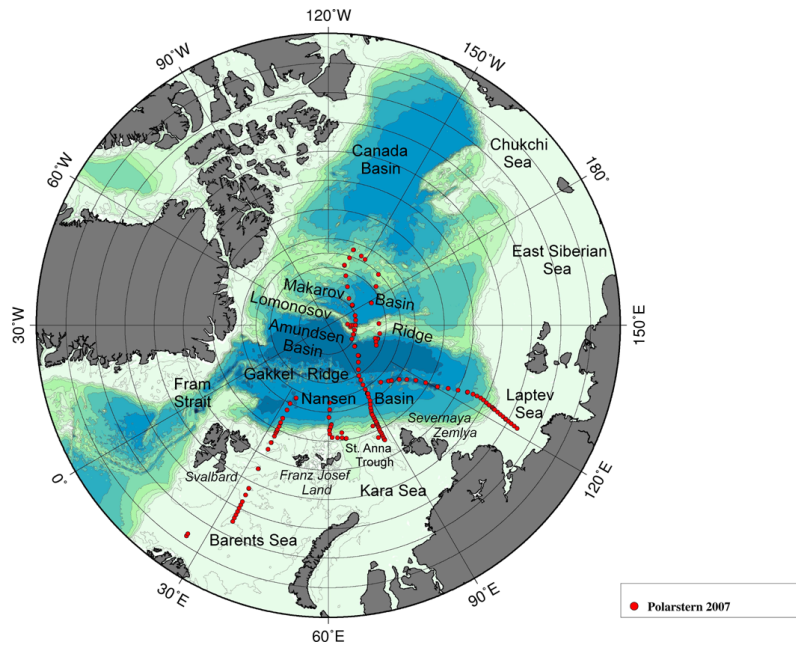 120˚W
90˚W
150˚W
60˚W
180˚
Canada
Basin
Chukchi
Sea
East Siberian
Sea
Makarov
Basin
Lomonosov
Ridge
Amundsen
Basin
30˚W
150˚E
Gakkel Ridge
Fram
Strait
Nansen
Basin
Laptev
Sea
Severnaya
Zemlya
St. Anna
Trough
Svalbard
Franz Josef
Land
Kara Sea
0˚
120˚E
Barents Sea
30˚E
90˚E
60˚E
Polarstern 2007